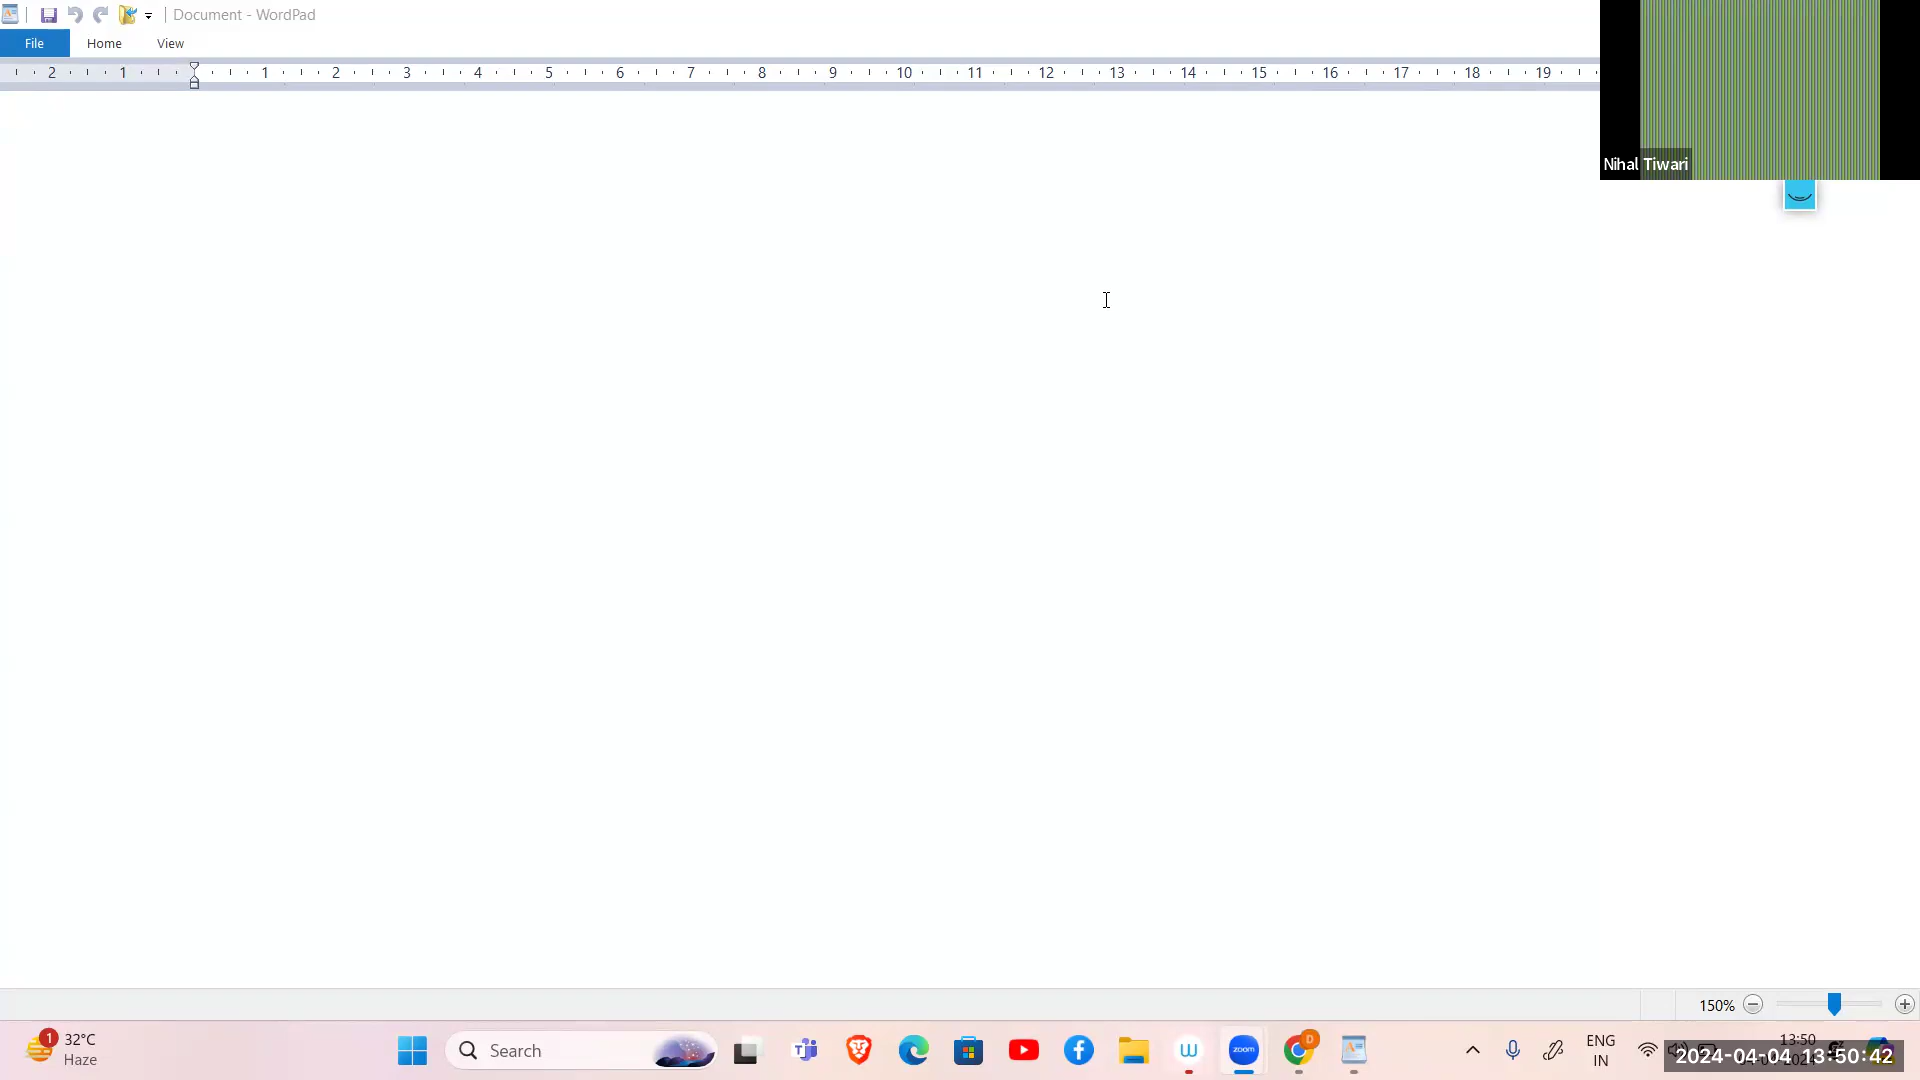 Document - WordPad
File Home View
2 1 1 2 3 4 5 6 7 8 9 10 11 12 13 14 15 16 17 18 19
Nihal Tiwari
150%
1
32°C
Haze
Search
zoom
D
ENG
IN
13:50
2024-04-04 13:50:42